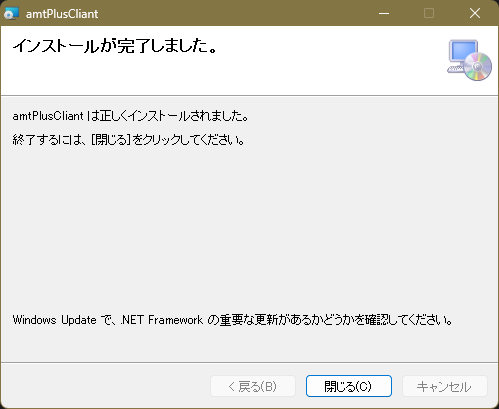 amtPlusCliant
インストールが完了しました。
amtPlusCliant は正しくインストールされました。
終了するには、[閉じる]をクリックしてください。
Windows Update で、.NET Framework の重要な更新があるかどうかを確認してください。
< 戻る(B)
閉じる(C)
キャンセル